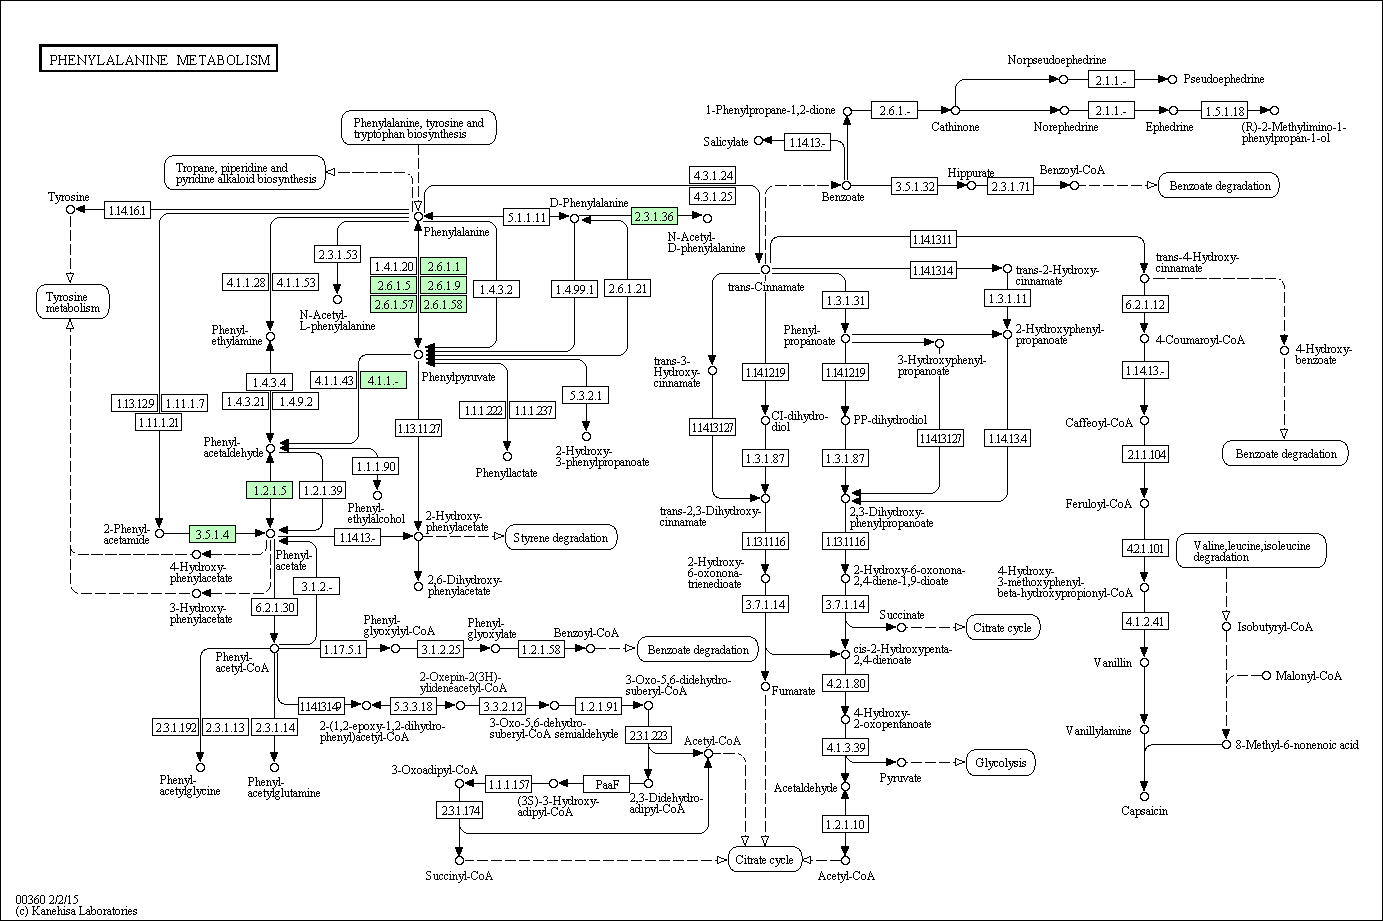 PHENYLALANINE METABOLISM
Norpseudoephedrine
2.1.1.-
Pseudoephedrine
1-Phenylpropane-1,2-dione
2.6.1.-
Cathinone
2.1.1.-
Norephedrine
Ephedrine
1.5.1.18
(R)-2-Methylimino-1-
phenylpropan-1-ol
Phenylalanine, tyrosine and
tryptophan biosynthesis
Salicylate
1.14.13.-
Tropane, piperidine and
pyridine alkaloid biosynthesis
4.3.1.24
4.3.1.25
Benzoate
3.5.1.32
Hippurate
2.3.1.71
Benzoyl-CoA
Benzoate degradation
Tyrosine
1.14.16.1
Phenylalanine
5.1.1.11
D-Phenylalanine
2.3.1.36
N-Acetyl-
D-phenylalanine
2.3.1.53
1.4.1.20
2.6.1.1
2.6.1.5
2.6.1.9
2.6.1.57
2.6.1.58
1.4.3.2
1.4.99.1
2.6.1.21
4.1.1.28
4.1.1.53
N-Acetyl-
L-phenylalanine
Tyrosine
metabolism
1.14.1311
trans-Cinnamate
1.14.1314
trans-2-Hydroxy-
cinnamate
trans-4-Hydroxy-
cinnamate
1.3.1.31
1.3.1.11
6.2.1.12
Phenyl-
ethylamine
Phenyl-
propanoate
2-Hydroxyphenyl-
propanoate
4-Coumaroyl-CoA
4-Hydroxy-
benzoate
3-Hydroxyphenyl-
propanoate
trans-3-
Hydroxy-
cinnamate
Phenylpyruvate
1.4.3.4
1.4.3.21
1.4.9.2
4.1.1.43
4.1.1.-
1.14.1219
1.14.1219
1.14.13.-
1.13.129
1.11.1.7
1.11.1.21
1.13.11.27
1.1.1.222
1.1.1.237
5.3.2.1
CI-dihydro-
diol
PP-dihydrodiol
Caffeoyl-CoA
11413127
11413127
1.14.13.4
Phenyl-
acetaldehyde
Phenyllactate
2-Hydroxy-
3-phenylpropanoate
1.3.1.87
1.3.1.87
2.1.1.104
Benzoate degradation
1.1.1.90
1.2.1.5
1.2.1.39
Phenyl-
ethylalcohol
trans-2,3-Dihydroxy-
cinnamate
2,3-Dihydroxy-
phenylpropanoate
Feruloyl-CoA
2-Phenyl-
acetamide
3.5.1.4
Phenyl-
acetate
1.14.13.-
2-Hydroxy-
phenylacetate
Styrene degradation
1.13.1116
1.13.1116
4.2.1.101
Valine,leucine,isoleucine
degradation
4-Hydroxy-
phenylacetate
3-Hydroxy-
phenylacetate
3.1.2.-
6.2.1.30
2,6-Dihydroxy-
phenylacetate
2-Hydroxy-
6-oxonona-
trienedioate
2-Hydroxy-6-oxonona-
2,4-diene-1,9-dioate
4-Hydroxy-
3-methoxyphenyl-
beta-hydroxypropionyl-CoA
3.7.1.14
3.7.1.14
Succinate
Citrate cycle
4.1.2.41
Isobutyryl-CoA
Phenyl-
acetyl-CoA
1.17.5.1
Phenyl-
glyoxylyl-CoA
3.1.2.25
Phenyl-
glyoxylate
1.2.1.58
Benzoyl-CoA
Benzoate degradation
cis-2-Hydroxypenta-
2,4-dienoate
Vanillin
Malonyl-CoA
4.2.1.80
Fumarate
11413149
5.3.3.18
2-Oxepin-2(3H)-
ylideneacetyl-CoA
3.3.2.12
1.2.1.91
3-Oxo-5,6-didehydro-
suberyl-CoA
2-(1,2-epoxy-1,2-dihydro-
phenyl)acetyl-CoA
3-Oxo-5,6-dehydro-
suberyl-CoA semialdehyde
4-Hydroxy-
2-oxopentanoate
Vanillylamine
2.3.1.192
2.3.1.13
2.3.1.14
2.3.1.223
Acetyl-CoA
4.1.3.39
8-Methyl-6-nonenoic acid
Pyruvate
Glycolysis
Phenyl-
acetylglycine
Phenyl-
acetylglutamine
3-Oxoadipyl-CoA
1.1.1.157
PaaF
(3S)-3-Hydroxy-
adipyl-CoA
2,3-Didehydro-
adipyl-CoA
Acetaldehyde
Capsaicin
2.3.1.174
1.2.1.10
Citrate cycle
Succinyl-CoA
Acetyl-CoA
00360 2/2/15
(c) Kanehisa Laboratories